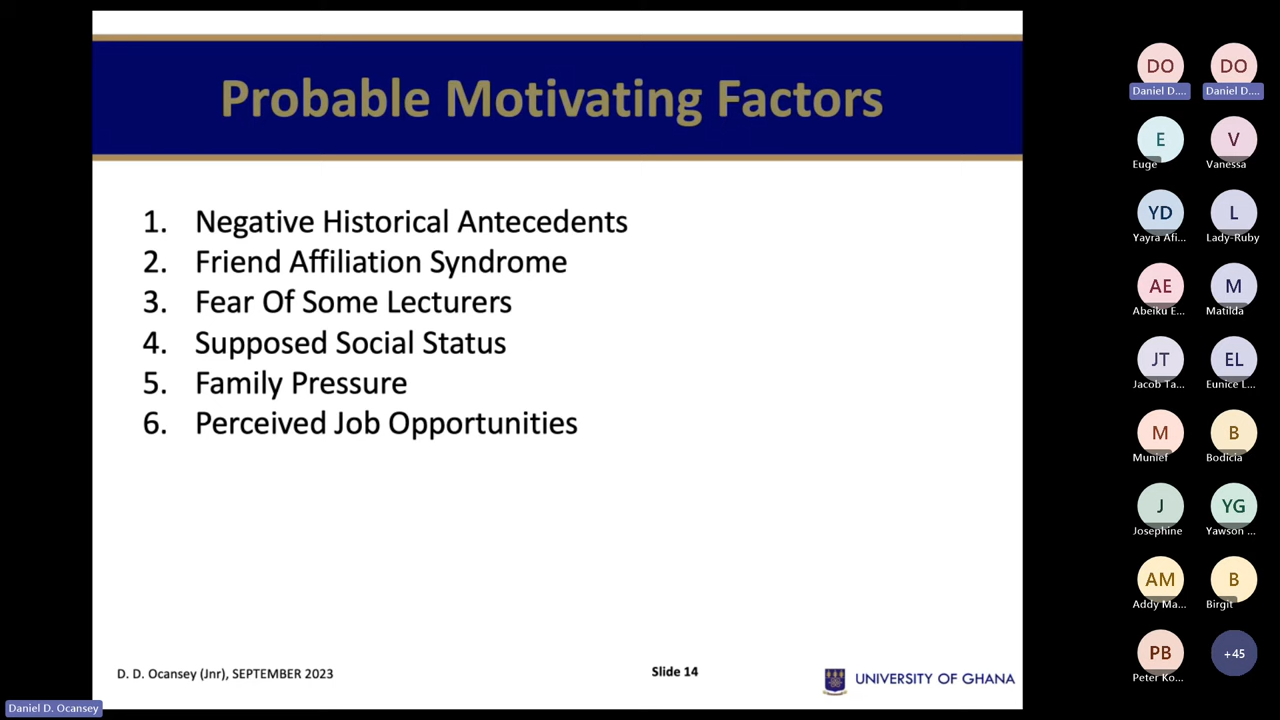 Probable Motivating Factors
1. Negative Historical Antecedents
2. Friend Affiliation Syndrome
3. Fear Of Some Lecturers
4. Supposed Social Status
5. Family Pressure
6. Perceived Job Opportunities
D. D. Ocansey (Jnr), SEPTEMBER 2023
Slide 14
UNIVERSITY OF GHANA
Daniel D. Ocansey
DO DO
Daniel D.... Daniel D....
E V
Euge Vanessa
YD L
Yayra Afi... Lady-Ruby
AE M
Abeiku E... Matilda
JT EL
Jacob Ta... Eunice L...
M B
Munief Bodicia
J YG
Josephine Yawson ...
AM B
Addy Ma... Birgit
PB +45
Peter Ko...